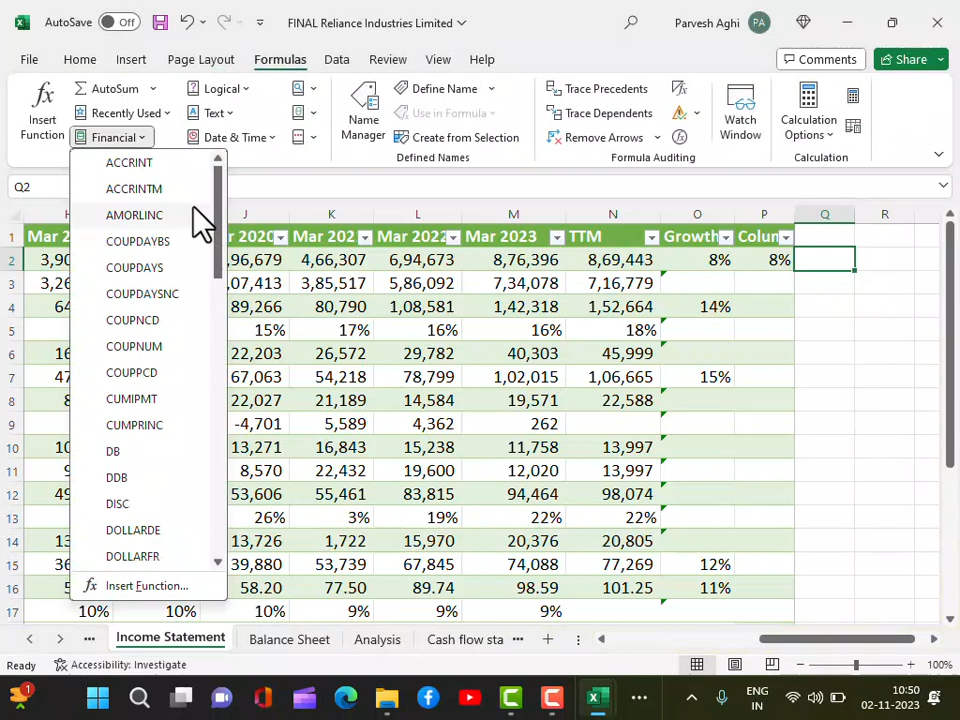 AutoSave Off FINAL Reliance Industries Limited Parvesh Aghi PA
File Home Insert Page Layout Formulas Data Review View Help Comments Share
fx Insert Function
AutoSum
Recently Used
Financial
Logical
Text
Date & Time
Name Manager
Define Name
Use in Formula
Create from Selection
Defined Names
Trace Precedents
Trace Dependents
Remove Arrows
Formula Auditing
Watch Window
Calculation Options
Calculation
Q2
ACCRINT
ACCRINTM
AMORLINC
COUPDAYBS
COUPDAYS
COUPDAYSNC
COUPNCD
COUPNUM
COUPPCD
CUMIPMT
CUMPRINC
DB
DDB
DISC
DOLLARDE
DOLLARFR
fx Insert Function...
H J K L M N O P Q R
1 Mar 2 r 2020 Mar 202 Mar 2022 Mar 2023 TTM Growth Colun
2 3,90 ,96,679 4,66,307 6,94,673 8,76,396 8,69,443 8% 8%
3 3,26 ,07,413 3,85,517 5,86,092 7,34,078 7,16,779
4 64 89,266 80,790 1,08,581 1,42,318 1,52,664 14%
5 15% 17% 16% 16% 18%
6 16 22,203 26,572 29,782 40,303 45,999
7 47 67,063 54,218 78,799 1,02,015 1,06,665 15%
8 8 22,027 21,189 14,584 19,571 22,588
9 -4,701 5,589 4,362 262
10 10 13,271 16,843 15,238 11,758 13,997
11 9 8,570 22,432 19,600 12,020 13,997
12 49 53,606 55,461 83,815 94,464 98,074
13 26% 3% 19% 22% 22%
14 13 13,726 1,722 15,970 20,376 20,805
15 36 39,880 53,739 67,845 74,088 77,269 12%
16 5 58.20 77.50 89.74 98.59 101.25 11%
17 10% 10% 10% 9% 9% 9%
Income Statement Balance Sheet Analysis Cash flow sta
Ready Accessibility: Investigate 100%
1 ENG IN 10:50 02-11-2023